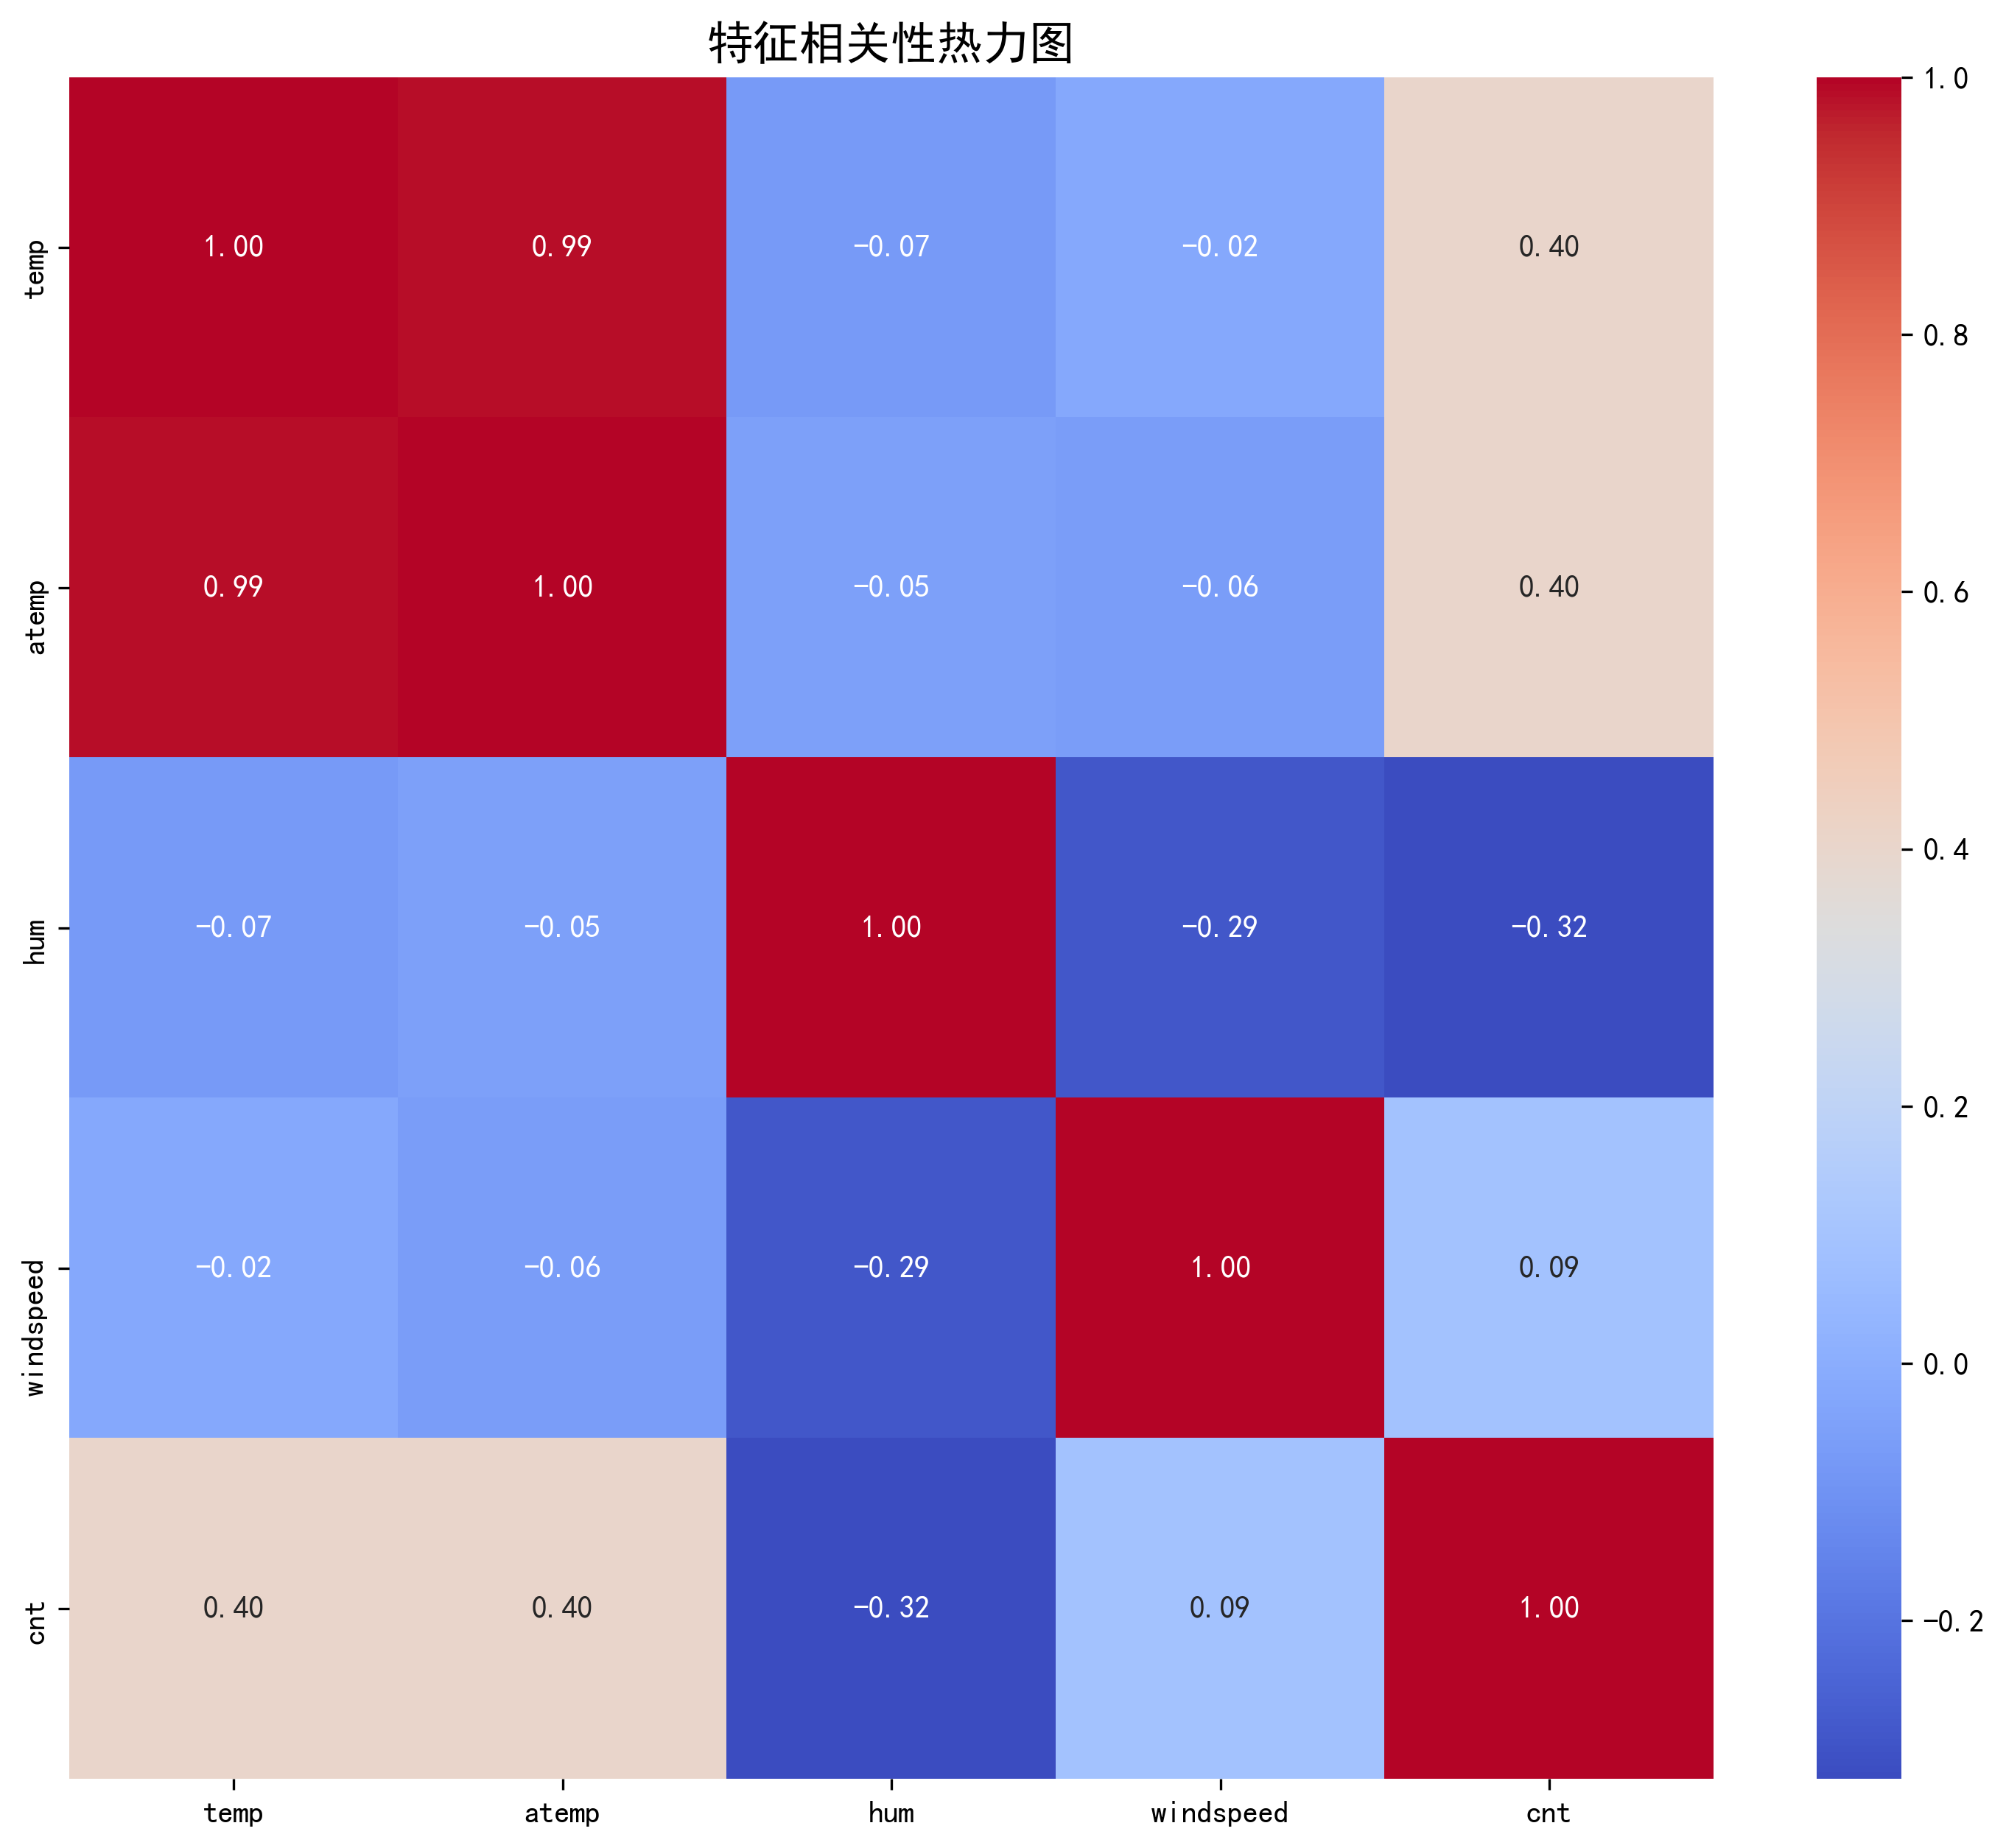 特征相关性热力图
temp 1.00 0.99 -0.07 -0.02 0.40
atemp 0.99 1.00 -0.05 -0.06 0.40
hum -0.07 -0.05 1.00 -0.29 -0.32
windspeed -0.02 -0.06 -0.29 1.00 0.09
cnt 0.40 0.40 -0.32 0.09 1.00
temp atemp hum windspeed cnt
1.0
0.8
0.6
0.4
0.2
0.0
-0.2